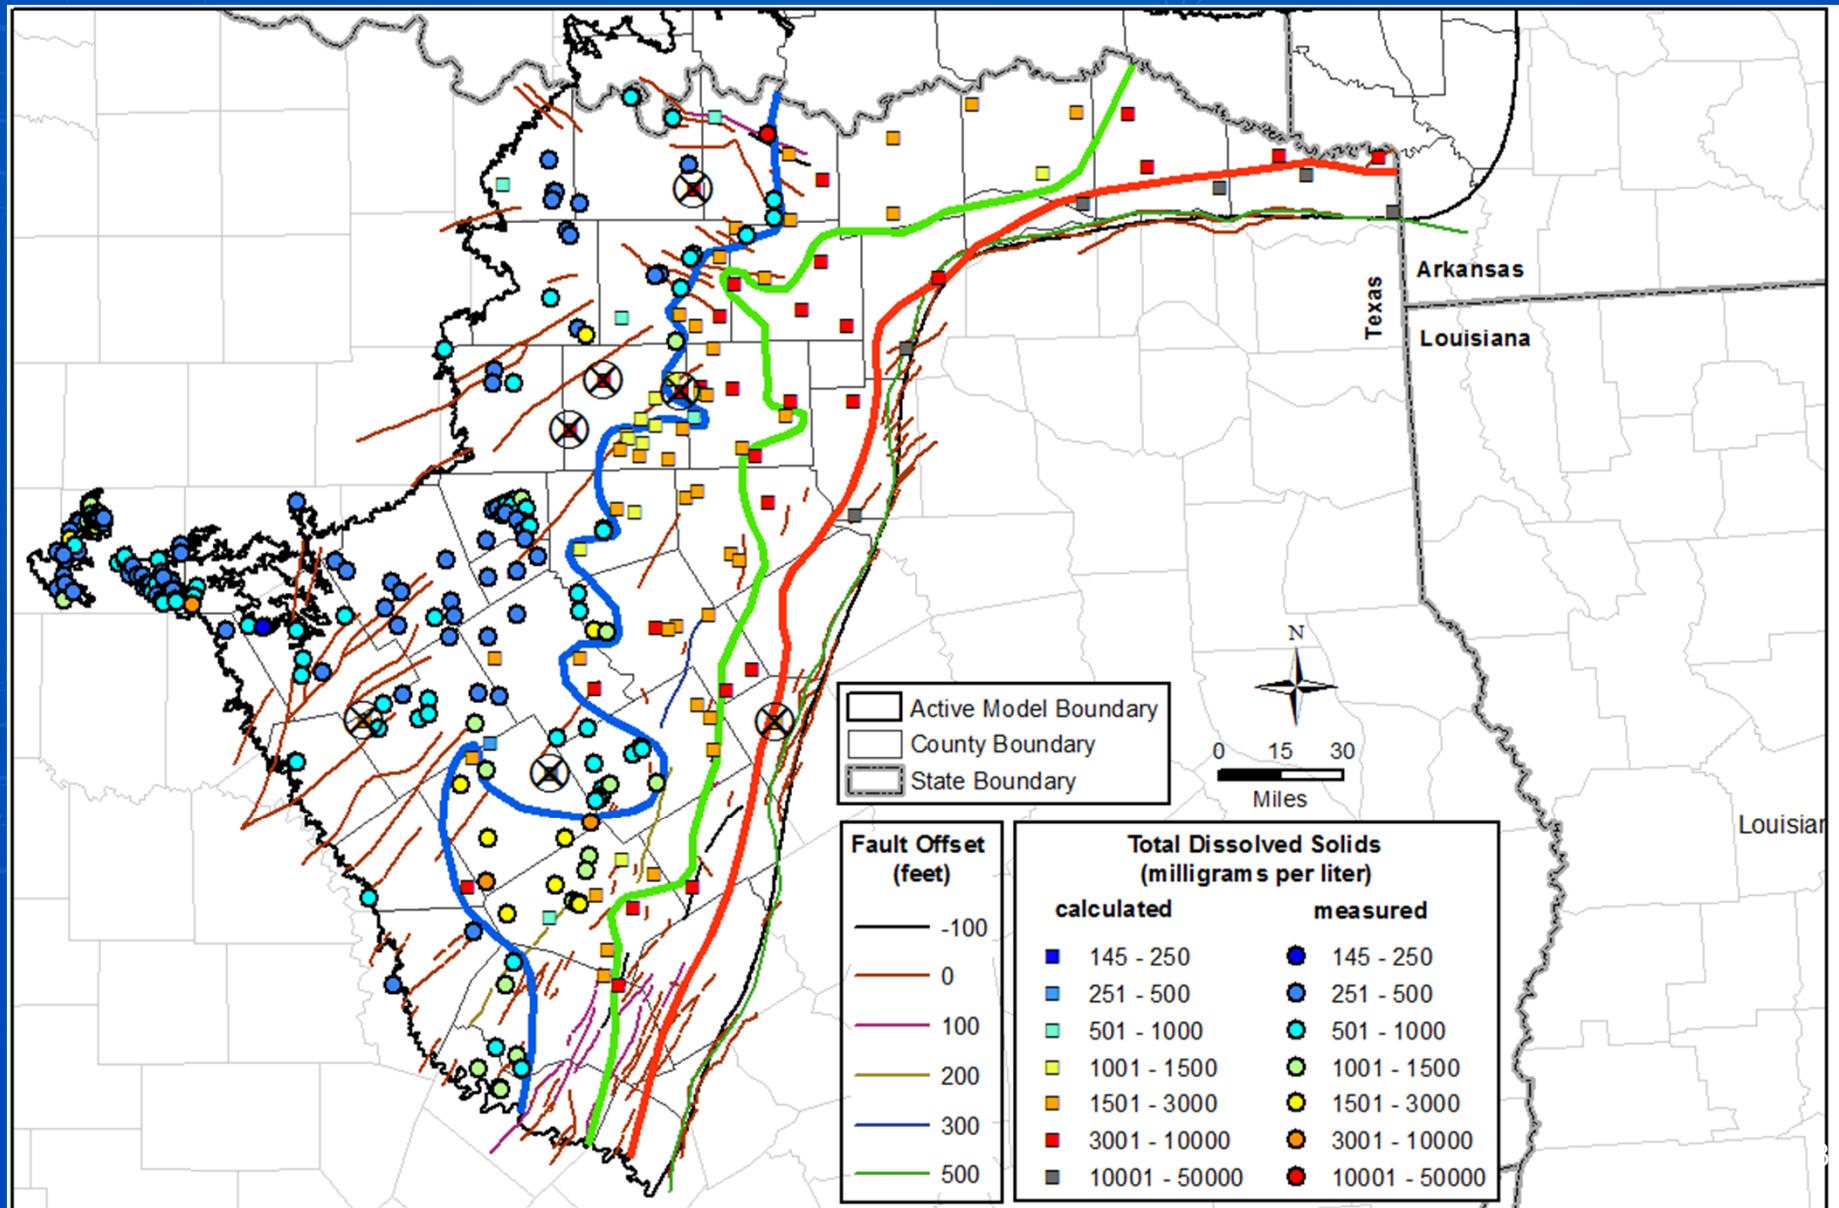 Arkansas
Texas
Louisiana
N
0 15 30
Miles
Active Model Boundary
County Boundary
State Boundary
Louisiar
Fault Offset
(feet)
-100
0
100
200
300
500
Total Dissolved Solids
(milligrams per liter)
calculated measured
145 - 250 145 - 250
251 - 500 251 - 500
501 - 1000 501 - 1000
1001 - 1500 1001 - 1500
1501 - 3000 1501 - 3000
3001 - 10000 3001 - 10000
10001 - 50000 10001 - 50000